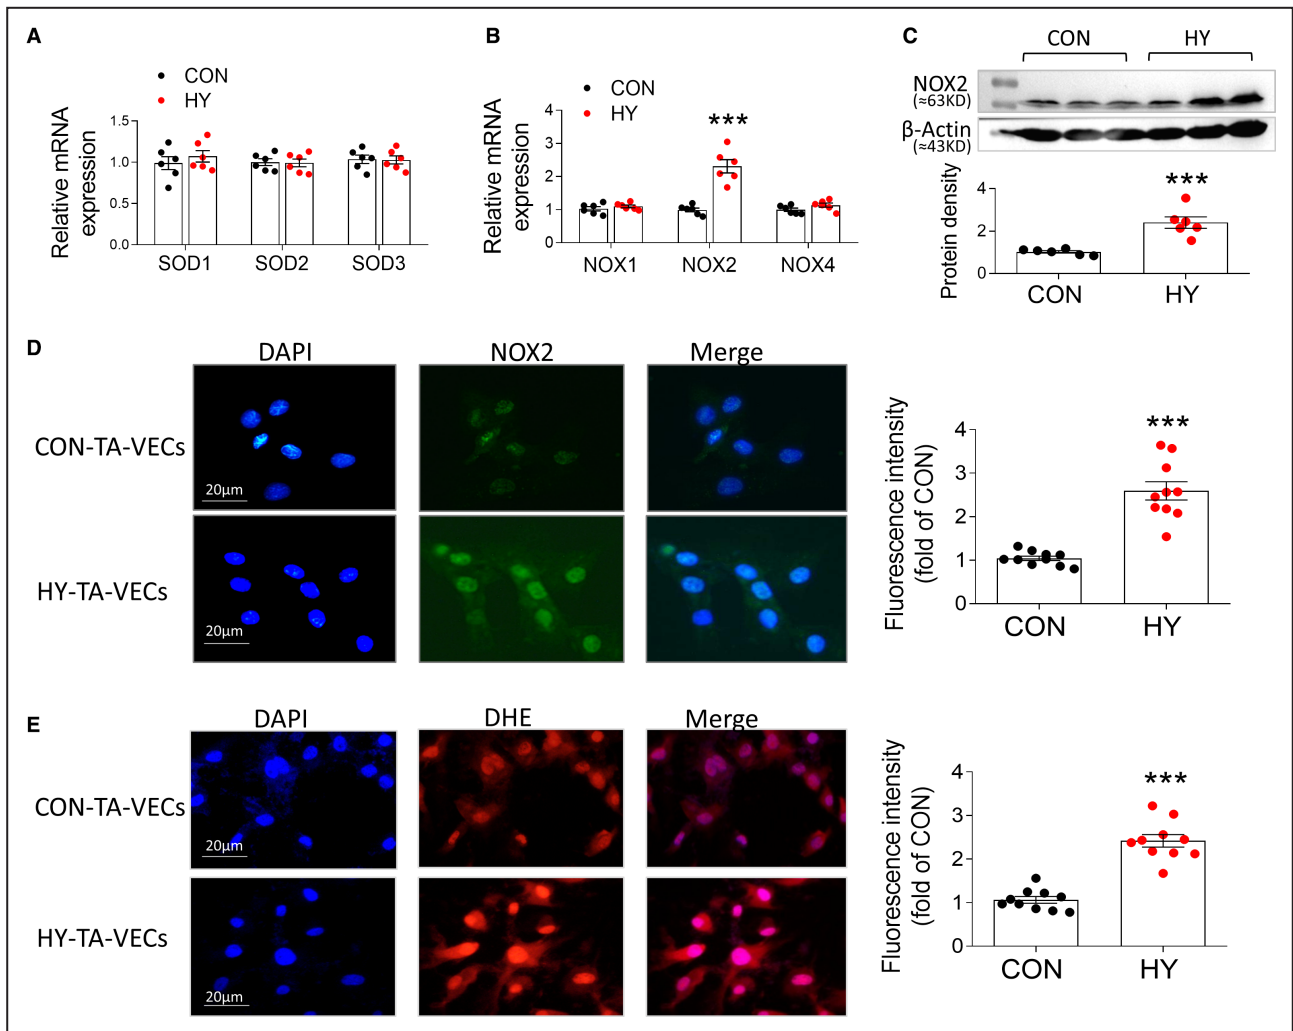 A
CON
HY
Relative mRNA
expression
1.5
1.0
0.5
0.0
SOD1
SOD2
SOD3
B
CON
HY
Relative mRNA
expression
4
3
2
1
0
***
NOX1
NOX2
NOX4
C
CON
HY
NOX2
(≈63KD)
β-Actin
(≈43KD)
Protein density
4
2
0
***
CON
HY
D
DAPI
NOX2
Merge
CON-TA-VECs
20μm
HY-TA-VECs
20μm
Fluorescence intensity
(fold of CON)
4
3
2
1
0
***
CON
HY
E
DAPI
DHE
Merge
CON-TA-VECs
20μm
HY-TA-VECs
20μm
Fluorescence intensity
(fold of CON)
4
3
2
1
0
***
CON
HY